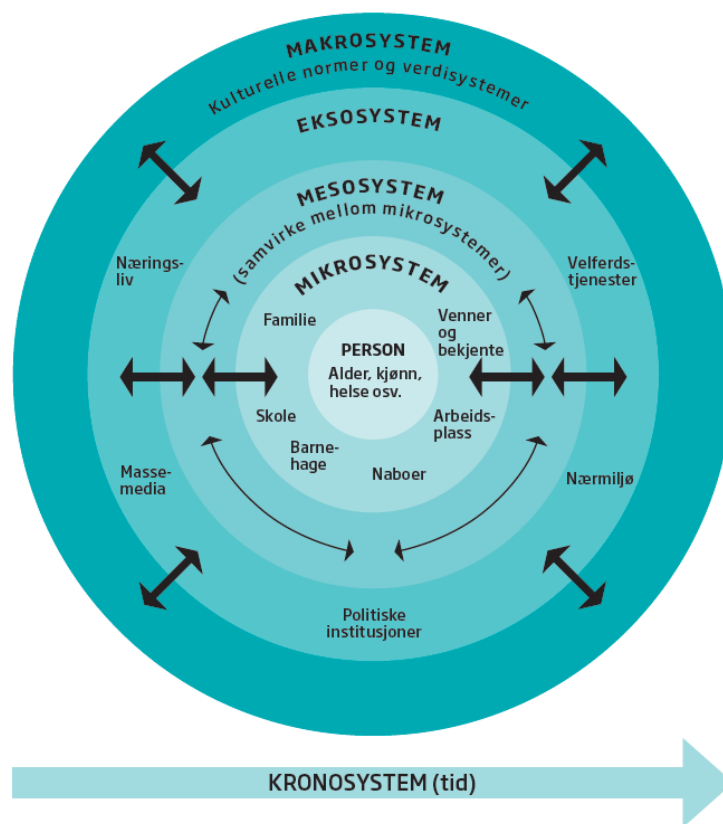 MAKROSYSTEM
Kulturelle normer og verdisystemer
EKSOSYSTEM
MESOSYSTEM
(samvirke mellom mikrosystemer)
MIKROSYSTEM
Nærings-
liv
Velferds-
tjenester
Familie
Venner
og
bekjente
PERSON
Alder, kjønn,
helse osv.
Skole
Arbeids-
plass
Barne-
hage
Naboer
Masse-
media
Nærmiljø
Politiske
institusjoner
KRONOSYSTEM (tid)